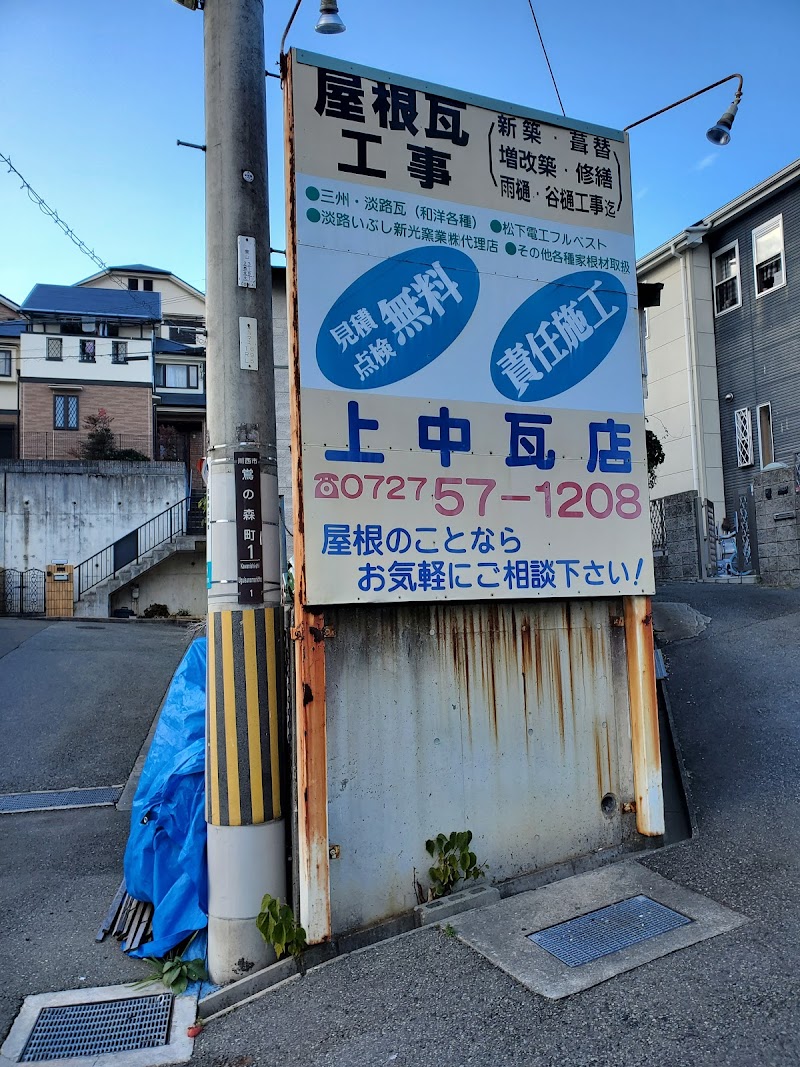 屋根瓦
工事
新築・葺替
増改築・修繕
雨樋・谷樋工事迄
●三州・淡路瓦（和洋各種）●松下電工フルベスト
●淡路いぶし新光窯業㈱代理店 ●その他各種家根材取扱
見積
点検
無料
責任施工
上中瓦店
☎0727 57-1208
屋根のことなら
お気軽にご相談下さい!
川西市
鴬の森町
1